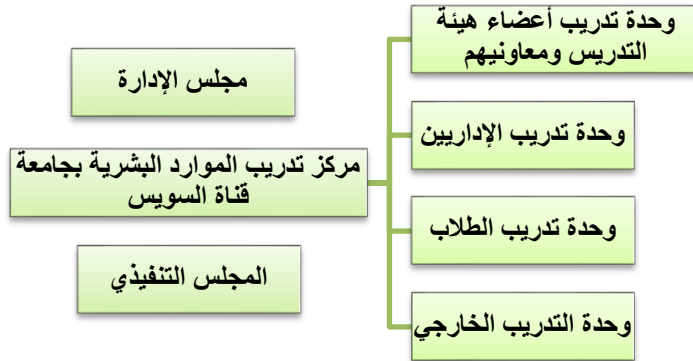 وحدة تدريب أعضاء هيئة
التدريس ومعاونيهم
مجلس الإدارة
وحدة تدريب الإداريين
مركز تدريب الموارد البشرية بجامعة
قناة السويس
وحدة تدريب الطلاب
المجلس التنفيذي
وحدة التدريب الخارجي